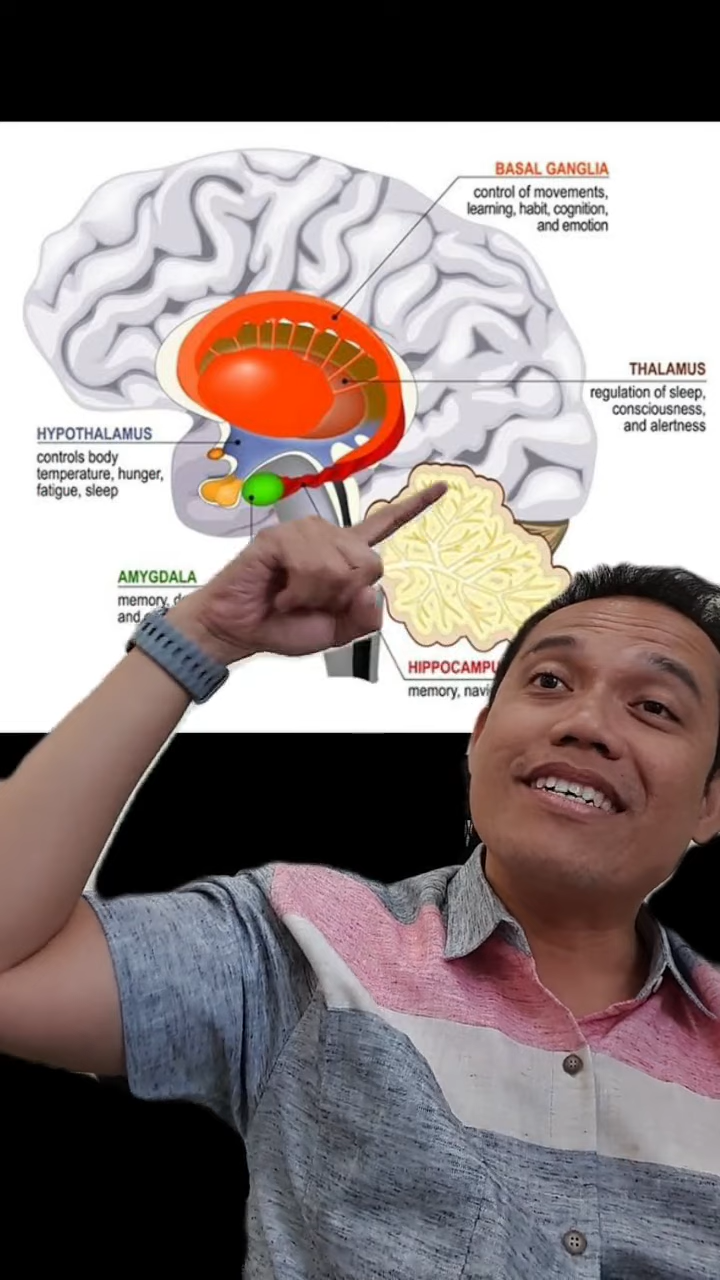 BASAL GANGLIA
control of movements,
learning, habit, cognition,
and emotion
THALAMUS
regulation of sleep,
consciousness,
and alertness
HYPOTHALAMUS
controls body
temperature, hunger,
fatigue, sleep
AMYGDALA
memory,
and
HIPPOCAMPU
memory,